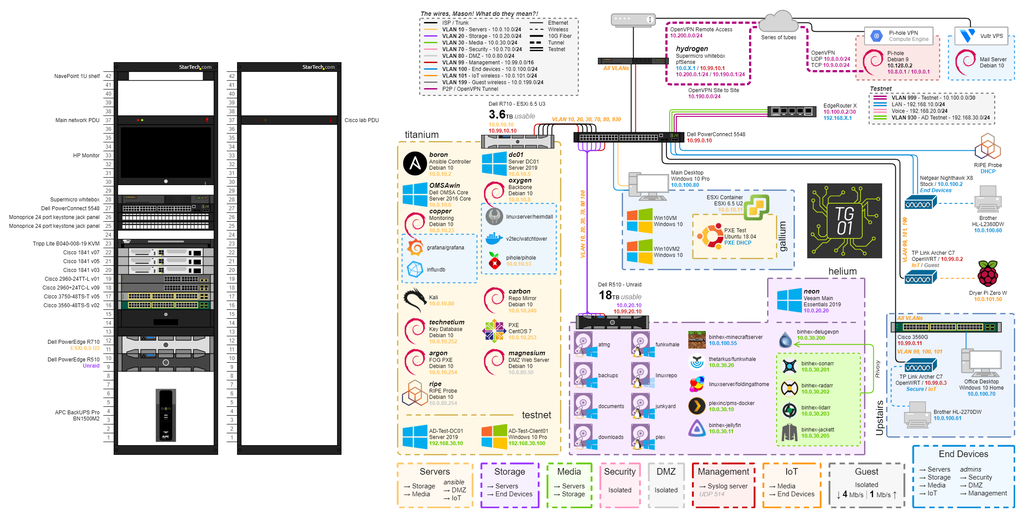 StarTech.com
StarTech.com
NavePoint 1U shelf
Main network PDU
Cisco lab PDU
HP Monitor
Supermicro whitebox
Dell PowerConnect 5548
Monoprice 24 port keystone jack panel
Monoprice 24 port keystone jack panel
Tripp Lite B040-008-19 KVM
Cisco 1841 v07
Cisco 1841 v05
Cisco 1841 v03
Cisco 2960-24TT-L v01
Cisco 2960-24TC-L v09
Cisco 3750-48TS-T v05
Cisco 3560-48TS-S v02
Dell PowerEdge R710
Dell PowerEdge R510
Unraid
APC BackUPS Pro
BN1500M2
The wires, Mason! What do they mean?!
ISP / Trunk
VLAN 10 - Servers - 10.0.10.0/24
VLAN 20 - Storage - 10.0.20.0/24
VLAN 30 - Media - 10.0.30.0/24
VLAN 70 - Security - 10.0.70.0/24
VLAN 80 - DMZ - 10.0.80.0/24
VLAN 99 - Management - 10.99.0.0/16
VLAN 100 - End devices - 10.0.100.0/24
VLAN 101 - IoT wireless - 10.0.101.0/24
VLAN 199 - Guest wireless - 10.0.199.0/24
P2P / OpenVPN Tunnel
Ethernet
Wireless
10G Fiber
Tunnel
Testnet
OpenVPN Remote Access
10.200.0.0/24
hydrogen
Supermicro whitebox
pfSense
10.0.X.1 / 10.99.10.1
10.200.0.1/24 / 10.190.0.1/24
All VLANs
OpenVPN Site to Site
10.190.0.0/24
Series of tubes
OpenVPN
UDP 10.8.0.0/24
TCP 10.9.0.0/24
Pi-hole VPN
Compute Engine
Pi-hole
Debian 9
10.128.0.2
10.8.0.1 / 10.9.0.1
Vultr VPS
Mail Server
Debian 10
Testnet
VLAN 999 - Testnet - 10.100.0.0/30
LAN - 192.168.10.0/24
Voice - 192.168.20.0/24
VLAN 930 - AD Testnet - 192.168.30.0/24
EdgeRouter X
10.100.0.2/30
192.168.X.1
Dell R710 - ESXi 6.5 U3
3.6TB usable
10.0.10.10
10.99.10.10
VLAN 10, 20, 30, 70, 80, 930
Dell PowerConnect 5548
10.99.0.10
titanium
boron
Ansible Controller
Debian 10
10.0.10.2
dc01
Server DC01
Server 2019
10.0.10.5
OMSAwin
Dell OMSA Core
Server 2016 Core
oxygen
Backbone
Debian 10
copper
Monitoring
Debian 10
grafana/grafana
influxdb
linuxserver/heimdall
v2tec/watchtower
pihole/pihole
Kali
carbon
Repo Mirror
Debian 10
technetium
Key Database
Debian 10
PXE
CentOS 7
argon
FOG PXE
Debian 10
magnesium
DMZ Web Server
Debian 10
ripe
RIPE Probe
Debian 10
testnet
AD-Test-DC01
Server 2019
192.168.30.10
AD-Test-Client01
Windows 10 Pro
192.168.30.100
Main Desktop
Windows 10 Pro
10.0.100.80
ESXi Container
ESXi 6.5 U2
Win10VM
Windows 10
Win10VM2
Windows 10
PXE Test
Ubuntu 18.04
PXE DHCP
gallium
TG
01
RIPE Probe
DHCP
Netgear Nighthawk X8
Stock / 10.0.100.2
End Devices
Brother
HL-L2360DW
10.0.100.60
VLAN 99, 101, 199
TP Link Archer C7
OpenWRT / 10.99.0.2
IoT / Guest
Pi Zero W
10.0.101.50
Dell R510 - Unraid
18TB usable
10.0.20.10
10.99.20.10
helium
neon
Veeam Main
Essentials 2019
10.0.20.20
atmg
funkwhale
backups
linuxrepo
documents
junkyard
downloads
plex
binhex-minecraftserver
10.0.100.55
thetarkus/funkwhale
10.0.30.20
linuxserver/foldingathome
plexinc/pms-docker
10.0.30.10
binhex-jellyfin
10.0.30.11
binhex-delugevpn
10.0.30.200
binhex-sonarr
10.0.30.201
binhex-radarr
10.0.30.202
binhex-lidarr
10.0.30.203
binhex-jackett
10.0.30.205
Privoxy
All VLANs
Cisco 3560G
10.99.0.11
VLAN 99, 100, 101
TP Link Archer C7
OpenWRT / 10.99.0.3
Secure / IoT
Office Desktop
Windows 10 Home
10.0.100.70
Brother HL-2270DW
10.0.100.61
Upstairs
Servers
→ Storage
→ Media
ansible
→ DMZ
→ IoT
Storage
→ Servers
→ End Devices
Media
→ Servers
→ Storage
Security
Isolated
DMZ
Isolated
Management
→ Syslog server
UDP 514
IoT
→ Media
→ End Devices
Guest
Isolated
↓ 4 Mb/s | 1 Mb/s ↑
End Devices
→ Servers
→ Storage
→ Media
→ IoT
admins
→ Security
→ DMZ
→ Management